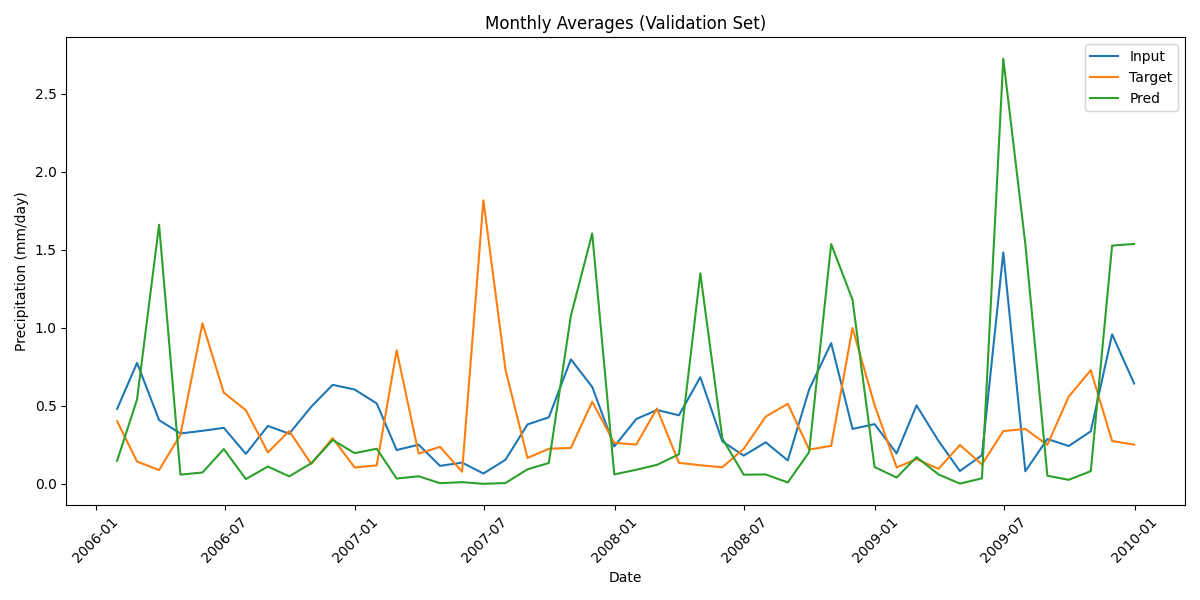 Monthly Averages (Validation Set)
Input
Target
Pred
Precipitation (mm/day)
2.5
2.0
1.5
1.0
0.5
0.0
2006-01
2006-07
2007-01
2007-07
2008-01
2008-07
2009-01
2009-07
2010-01
Date